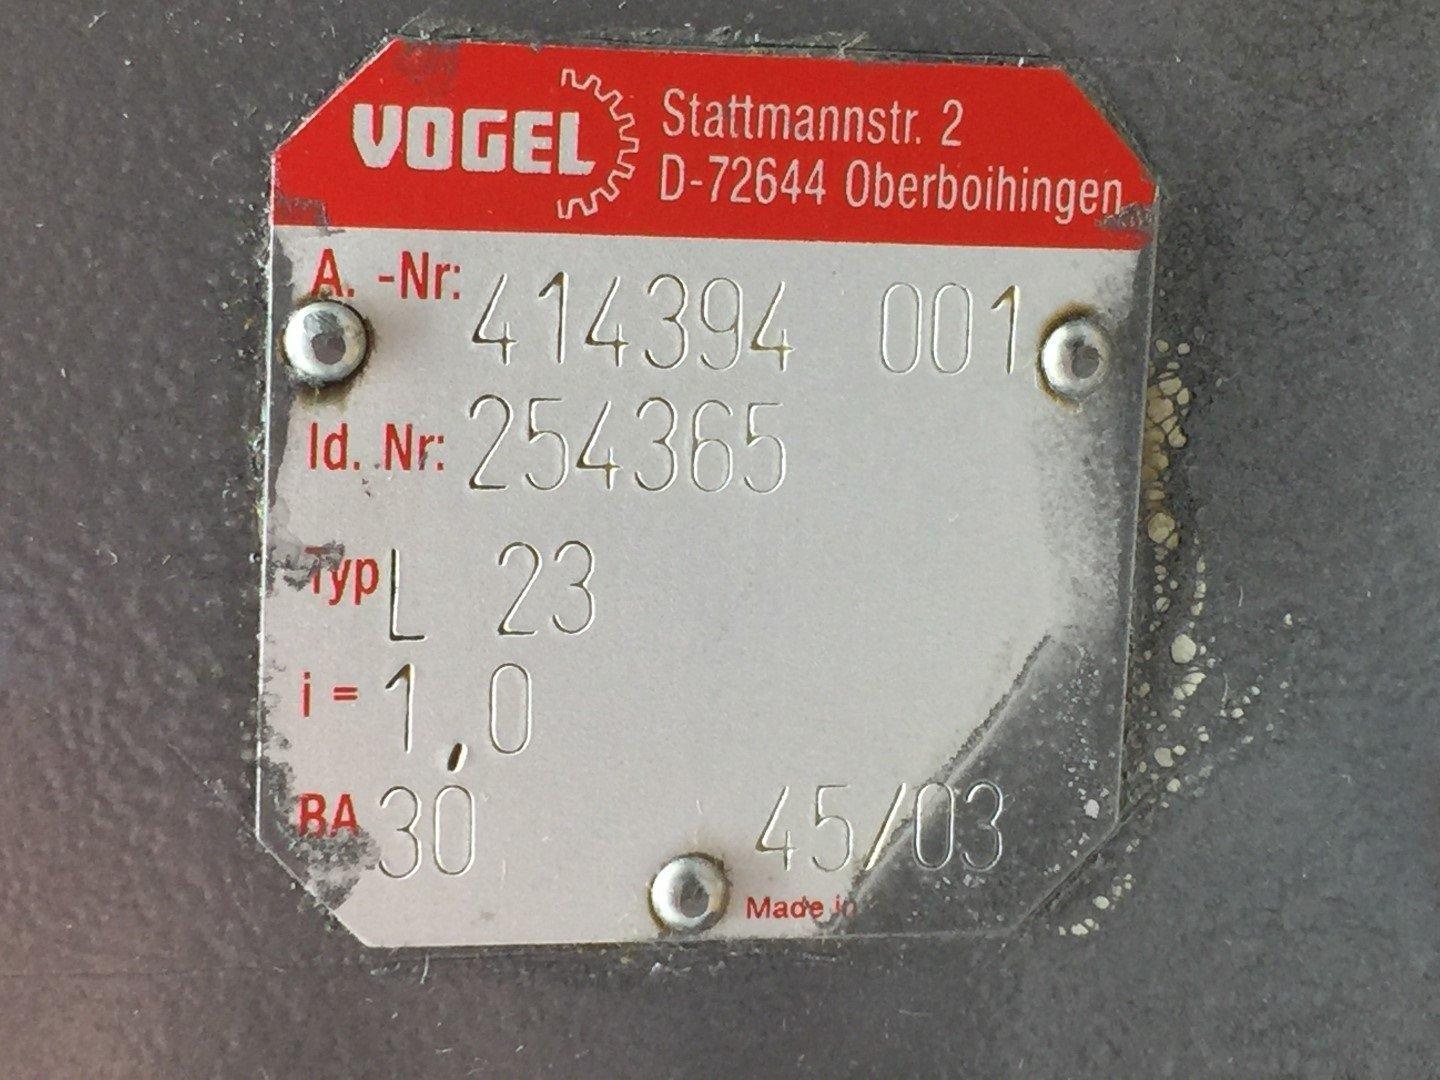 VOGEL
Stattmannstr. 2
D-72644 Oberboihingen
A. -Nr: 414394 001
Id. Nr: 254365
Typ L 23
i = 1,0
BA 30 45/03
Made in